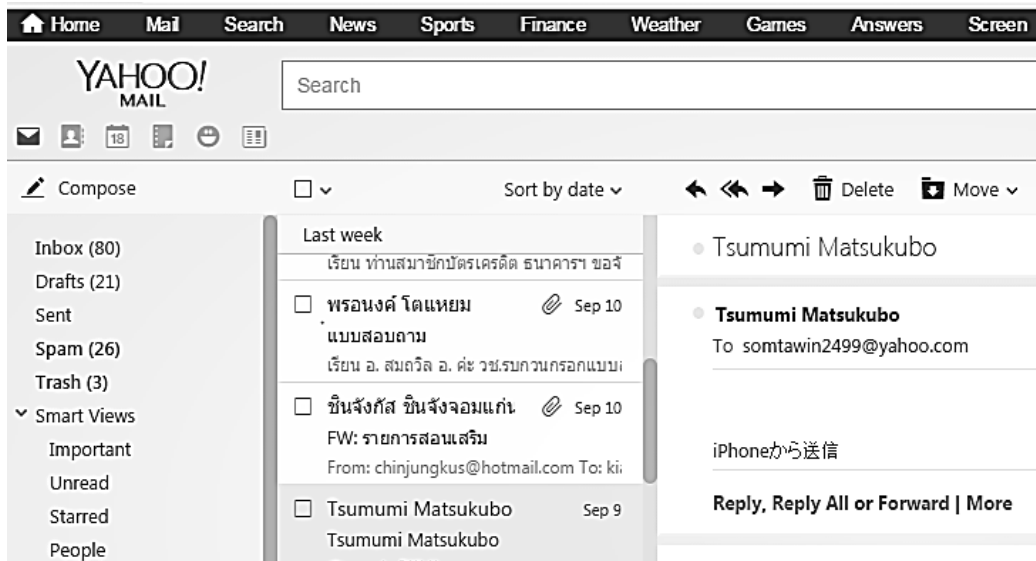 Home Mail Search News Sports Finance Weather Games Answers Screen
YAHOO!
MAIL
Search
18
Compose
Sort by date
Delete Move
Inbox (80)
Drafts (21)
Sent
Spam (26)
Trash (3)
Smart Views
Important
Unread
Starred
People
Last week
เรียน ท่านสมาชิกบัตรเครดิต ธนาคารฯ ขอจั
พรอนงค์ โตแหยม Sep 10
แบบสอบถาม
เรียน อ. สมถวิล อ. ค่ะ วช.รบกวนกรอกแบบ
ชินจังกัส ชินจังจอมแก่น Sep 10
FW: รายการสอนเสริม
From: chinjungkus@hotmail.com To: kia
Tsumumi Matsukubo Sep 9
Tsumumi Matsukubo
Tsumumi Matsukubo
Tsumumi Matsukubo
To somtawin2499@yahoo.com
iPhoneから送信
Reply, Reply All or Forward | More